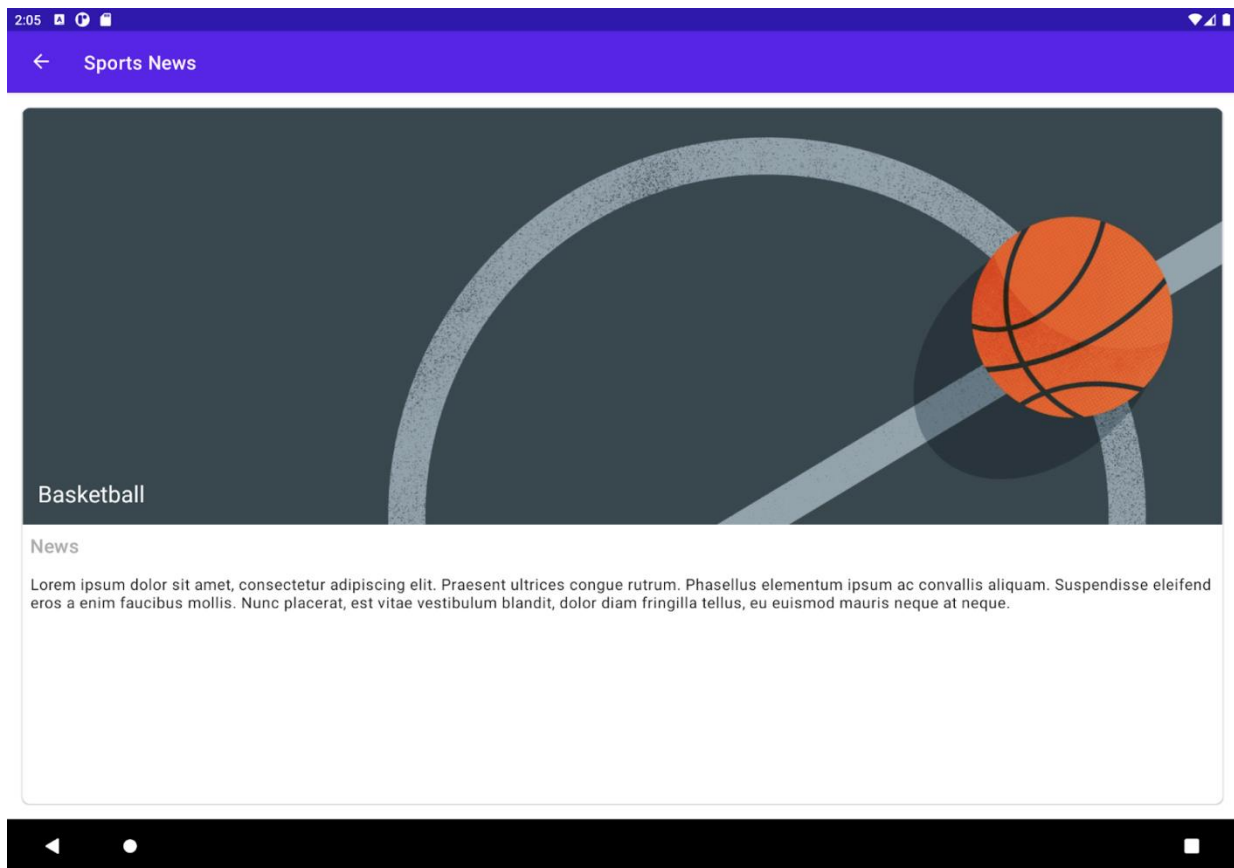 2:05
Sports News
Basketball
News
Lorem ipsum dolor sit amet, consectetur adipiscing elit. Praesent ultrices congue rutrum. Phasellus elementum ipsum ac convallis aliquam. Suspendisse eleifend
eros a enim faucibus mollis. Nunc placerat, est vitae vestibulum blandit, dolor diam fringilla tellus, eu euismod mauris neque at neque.